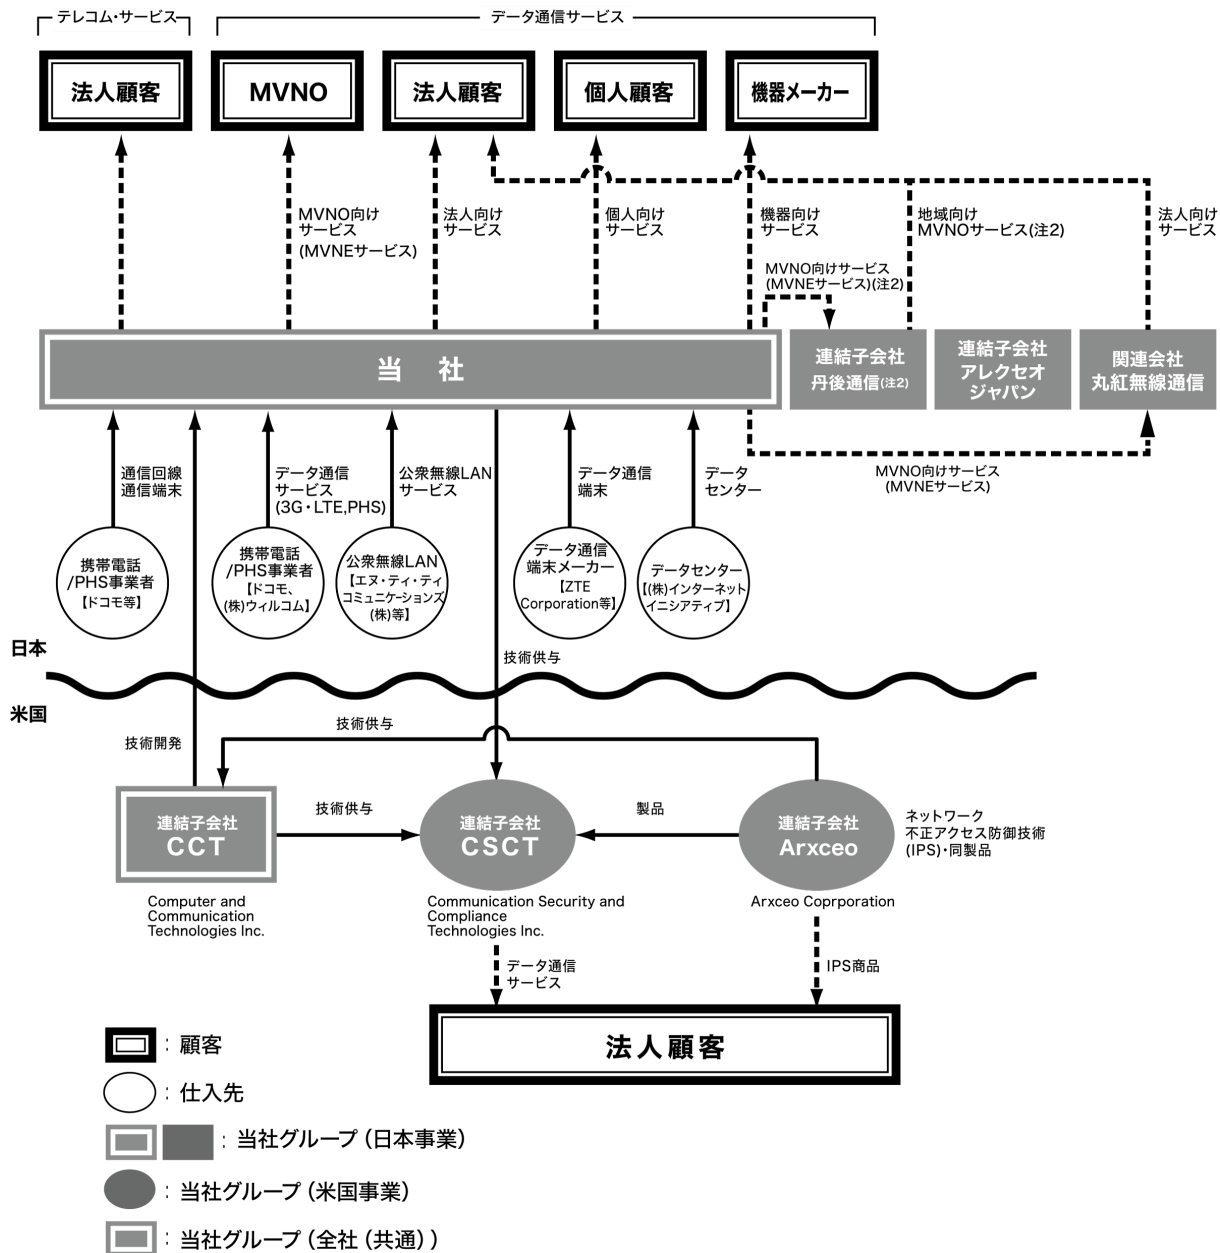 テレコム・サービス
データ通信サービス
法人顧客
MVNO
法人顧客
個人顧客
機器メーカー
MVNO向け
サービス
(MVNEサービス)
法人向け
サービス
個人向け
サービス
機器向け
サービス
地域向け
MVNOサービス(注2)
法人向け
サービス
MVNO向けサービス
(MVNEサービス)(注2)
当 社
連結子会社
丹後通信(注2)
連結子会社
アレクセオ
ジャパン
関連会社
丸紅無線通信
通信回線
通信端末
データ通信
サービス
(3G・LTE,PHS)
公衆無線LAN
サービス
データ通信
端末
データ
センター
MVNO向けサービス
(MVNEサービス)
携帯電話
/PHS事業者
【ドコモ等】
携帯電話
/PHS事業者
【ドコモ、
(株)ウィルコム】
公衆無線LAN
【エヌ・ティ・ティ
コミュニケーションズ
(株)等】
データ通信
端末メーカー
【ZTE
Corporation等】
データセンター
【(株)インターネット
イニシアティブ】
日本
技術供与
米国
技術供与
技術開発
連結子会社
CCT
技術供与
連結子会社
CSCT
製品
連結子会社
Arxceo
ネットワーク
不正アクセス防御技術
(IPS)・同製品
Computer and
Communication
Technologies Inc.
Communication Security and
Compliance
Technologies Inc.
Arxceo Coprporation
データ通信
サービス
IPS商品
法人顧客
: 顧客
: 仕入先
: 当社グループ（日本事業）
: 当社グループ（米国事業）
: 当社グループ（全社（共通））